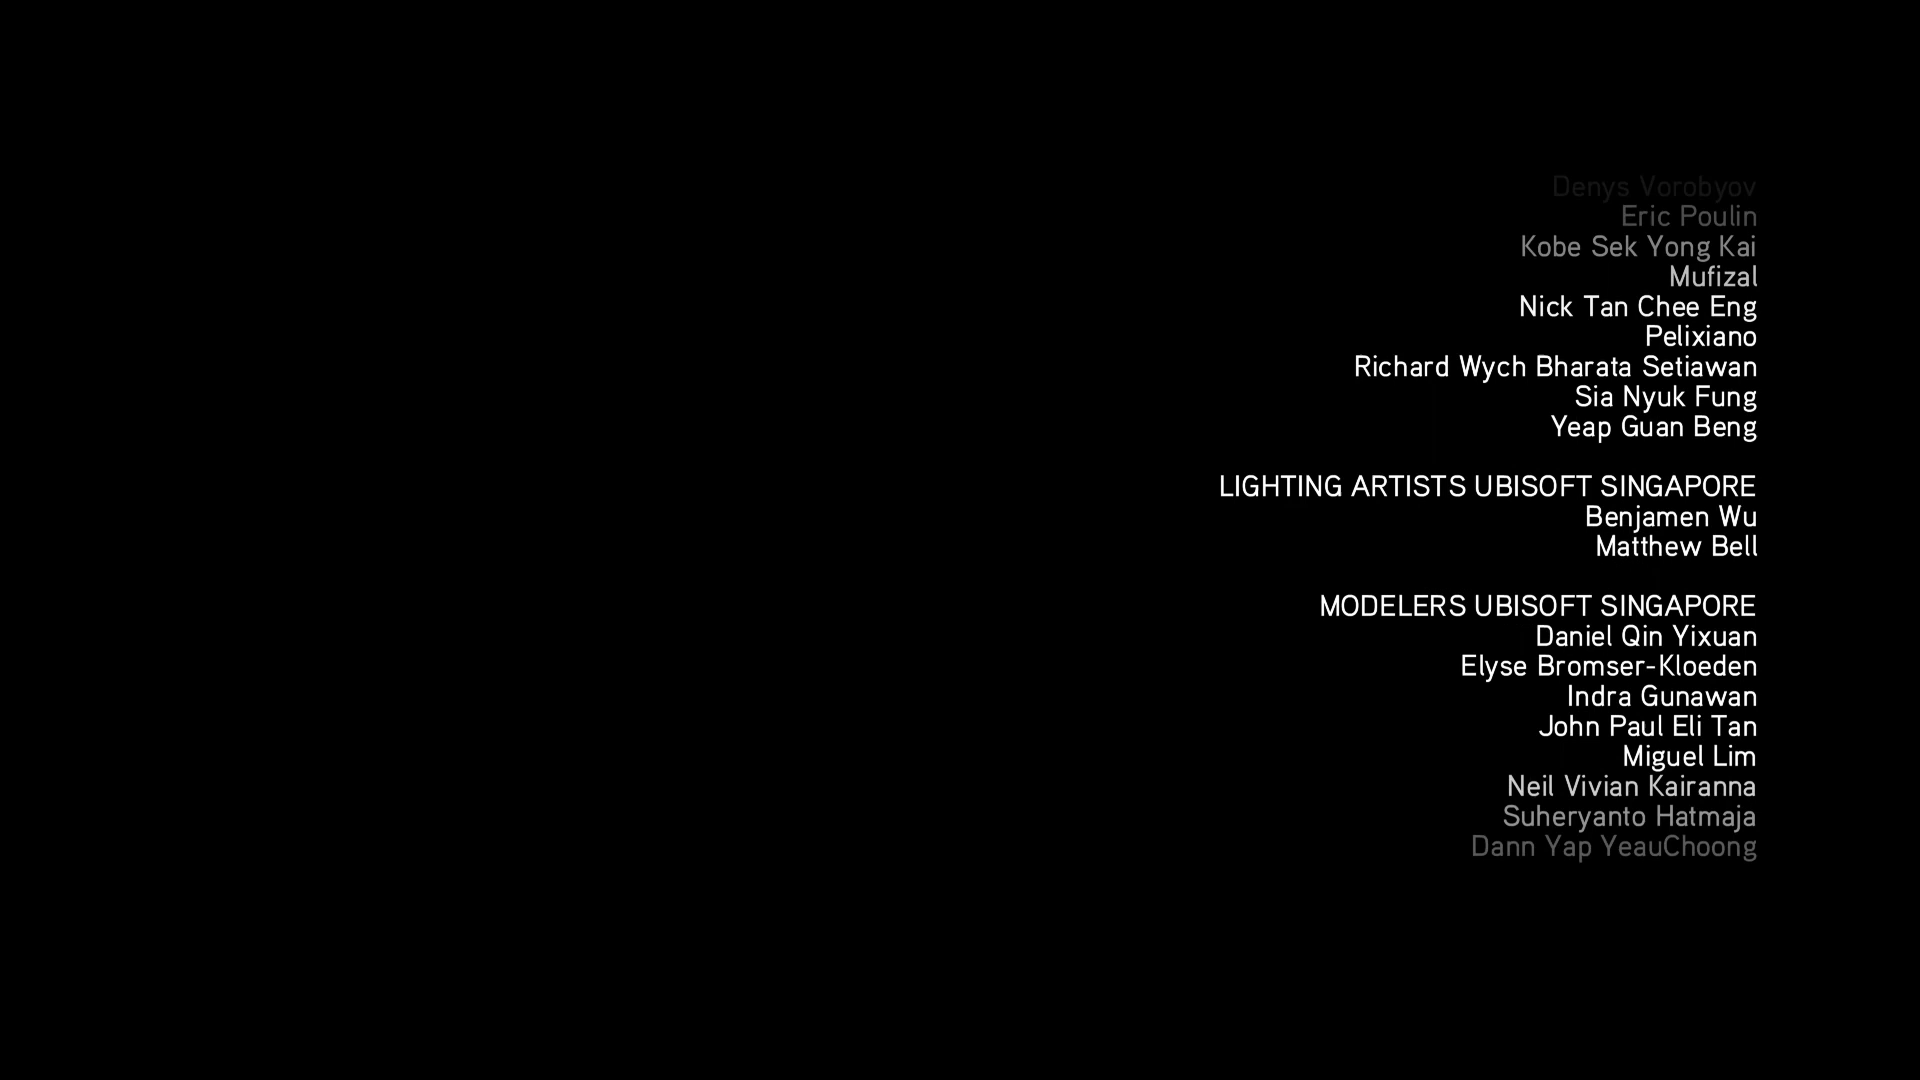 Denys Vorobyov
Eric Poulin
Kobe Sek Yong Kai
Mufizal
Nick Tan Chee Eng
Pelixiano
Richard Wych Bharata Setiawan
Sia Nyuk Fung
Yeap Guan Beng
LIGHTING ARTISTS UBISOFT SINGAPORE
Benjamen Wu
Matthew Bell
MODELERS UBISOFT SINGAPORE
Daniel Qin Yixuan
Elyse Bromser-Kloeden
Indra Gunawan
John Paul Eli Tan
Miguel Lim
Neil Vivian Kairanna
Suheryanto Hatmaja
Dann Yap YeauChoong